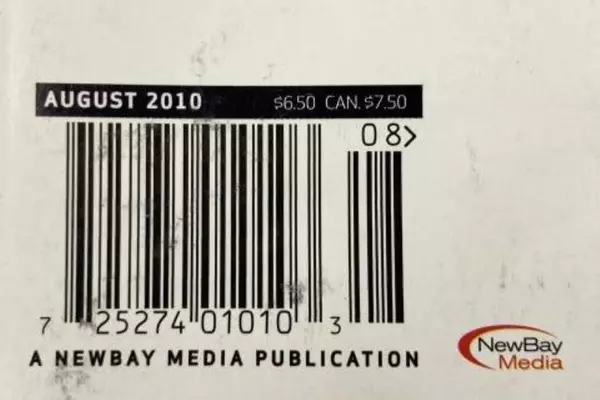 AUGUST 2010 $6.50 CAN. $7.50
08>
7 25274 01010 3
A NEWBAY MEDIA PUBLICATION
NewBay
Media